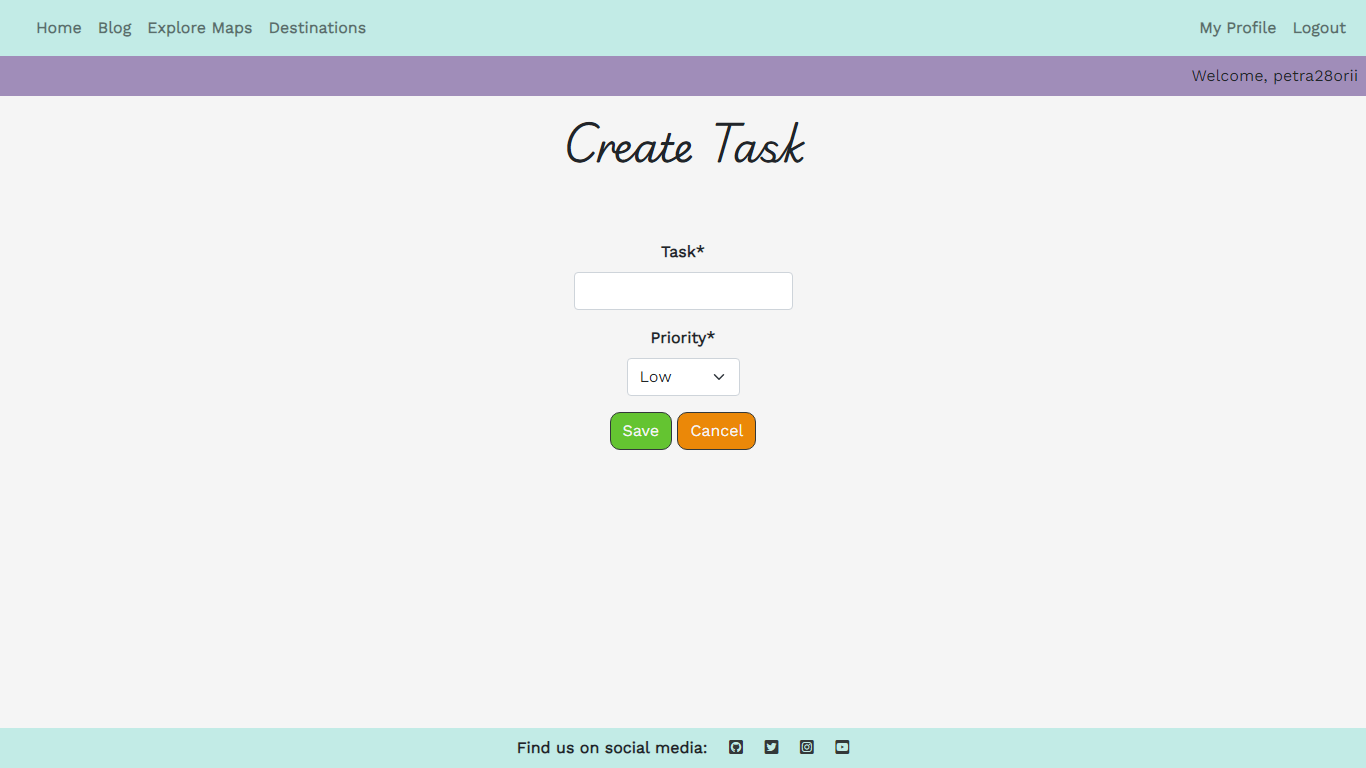 Home Blog Explore Maps Destinations My Profile Logout
Welcome, petra28orii
Create Task
Task*
Priority*
Low
Save Cancel
Find us on social media: